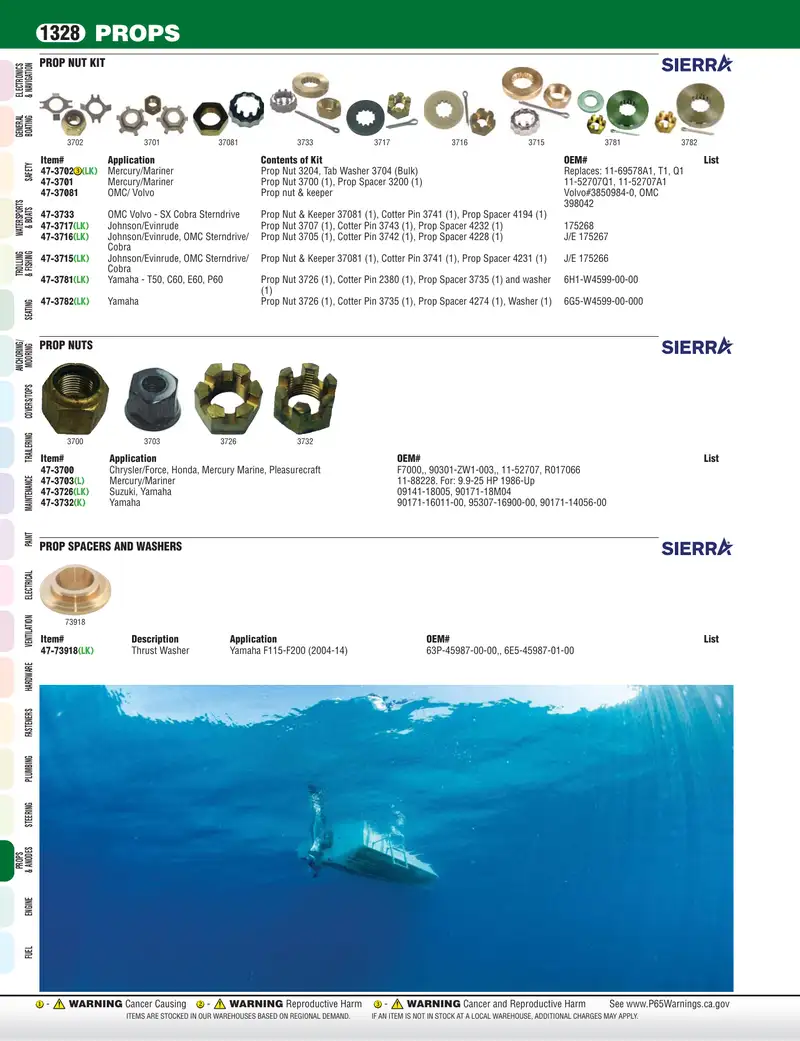 1328 PROPS
PROP NUT KIT
SIERRA
3702 3701 37081 3733 3717 3716 3715 3781 3782
Item# Application Contents of Kit OEM# List
47-3702 3 (LK) Mercury/Mariner Prop Nut 3204, Tab Washer 3704 (Bulk) Replaces: 11-69578A1, T1, Q1
47-3701 Mercury/Mariner Prop Nut 3700 (1), Prop Spacer 3200 (1) 11-52707Q1, 11-52707A1
47-37081 OMC/ Volvo Prop nut & keeper Volvo#3850984-0, OMC
398042
47-3733 OMC Volvo - SX Cobra Sterndrive Prop Nut & Keeper 37081 (1), Cotter Pin 3741 (1), Prop Spacer 4194 (1)
47-3717(LK) Johnson/Evinrude Prop Nut 3707 (1), Cotter Pin 3743 (1), Prop Spacer 4232 (1) 175268
47-3716(LK) Johnson/Evinrude, OMC Sterndrive/ Prop Nut 3705 (1), Cotter Pin 3742 (1), Prop Spacer 4228 (1) J/E 175267
Cobra
47-3715(LK) Johnson/Evinrude, OMC Sterndrive/ Prop Nut & Keeper 37081 (1), Cotter Pin 3741 (1), Prop Spacer 4231 (1) J/E 175266
Cobra
47-3781(LK) Yamaha - T50, C60, E60, P60 Prop Nut 3726 (1), Cotter Pin 2380 (1), Prop Spacer 3735 (1) and washer 6H1-W4599-00-00
(1)
47-3782(LK) Yamaha Prop Nut 3726 (1), Cotter Pin 3735 (1), Prop Spacer 4274 (1), Washer (1) 6G5-W4599-00-000
PROP NUTS
SIERRA
3700 3703 3726 3732
Item# Application OEM# List
47-3700 Chrysler/Force, Honda, Mercury Marine, Pleasurecraft F7000,, 90301-ZW1-003,, 11-52707, R017066
47-3703(L) Mercury/Mariner 11-88228. For: 9.9-25 HP 1986-Up
47-3726(LK) Suzuki, Yamaha 09141-18005, 90171-18M04
47-3732(K) Yamaha 90171-16011-00, 95307-16900-00, 90171-14056-00
PROP SPACERS AND WASHERS
SIERRA
73918
Item# Description Application OEM# List
47-73918(LK) Thrust Washer Yamaha F115-F200 (2004-14) 63P-45987-00-00,, 6E5-45987-01-00
ELECTRONICS
& NAVIGATION
GENERAL
BOATING
SAFETY
WATERSPORTS
& BOATS
TROLLING
& FISHING
SEATING
ANCHORING/
MOORING
COVERS/TOPS
TRAILERING
MAINTENANCE
PAINT
ELECTRICAL
VENTILATION
HARDWARE
FASTENERS
PLUMBING
STEERING
PROPS
& ANODES
ENGINE
FUEL
1 - WARNING Cancer Causing 2 - WARNING Reproductive Harm 3 - WARNING Cancer and Reproductive Harm See www.P65Warnings.ca.gov
ITEMS ARE STOCKED IN OUR WAREHOUSES BASED ON REGIONAL DEMAND. IF AN ITEM IS NOT IN STOCK AT A LOCAL WAREHOUSE, ADDITIONAL CHARGES MAY APPLY.